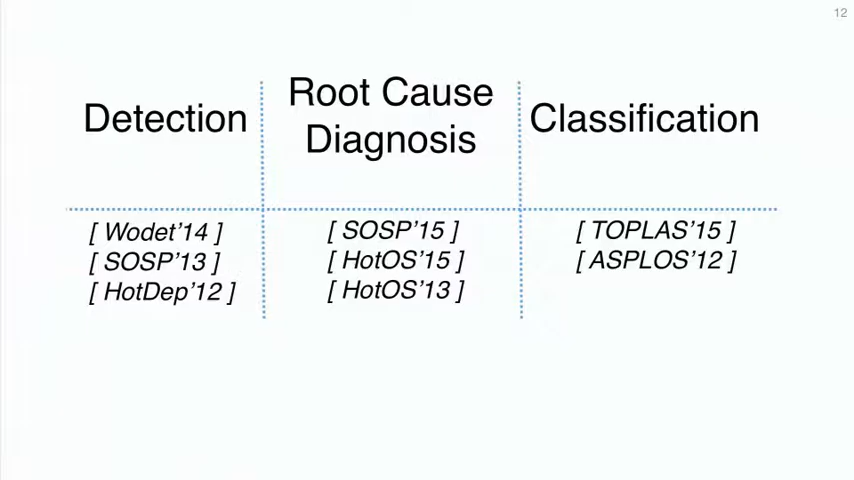 12
Detection
Root Cause
Diagnosis
Classification
[ Wodet’14 ]
[ SOSP’13 ]
[ HotDep’12 ]
[ SOSP’15 ]
[ HotOS’15 ]
[ HotOS’13 ]
[ TOPLAS’15 ]
[ ASPLOS’12 ]